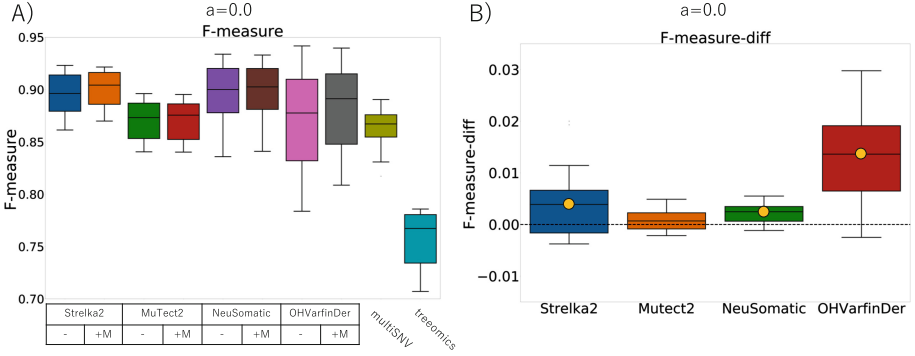 A)
a=0.0
F-measure
F-measure
0.95
0.90
0.85
0.80
0.75
0.70
Strelka2 MuTect2 NeuSomatic OHVarfinDer multiSNV treeomics
- +M - +M - +M - +M
B)
a=0.0
F-measure-diff
F-measure-diff
0.03
0.02
0.01
0.00
−0.01
Strelka2 Mutect2 NeuSomatic OHVarfinDer